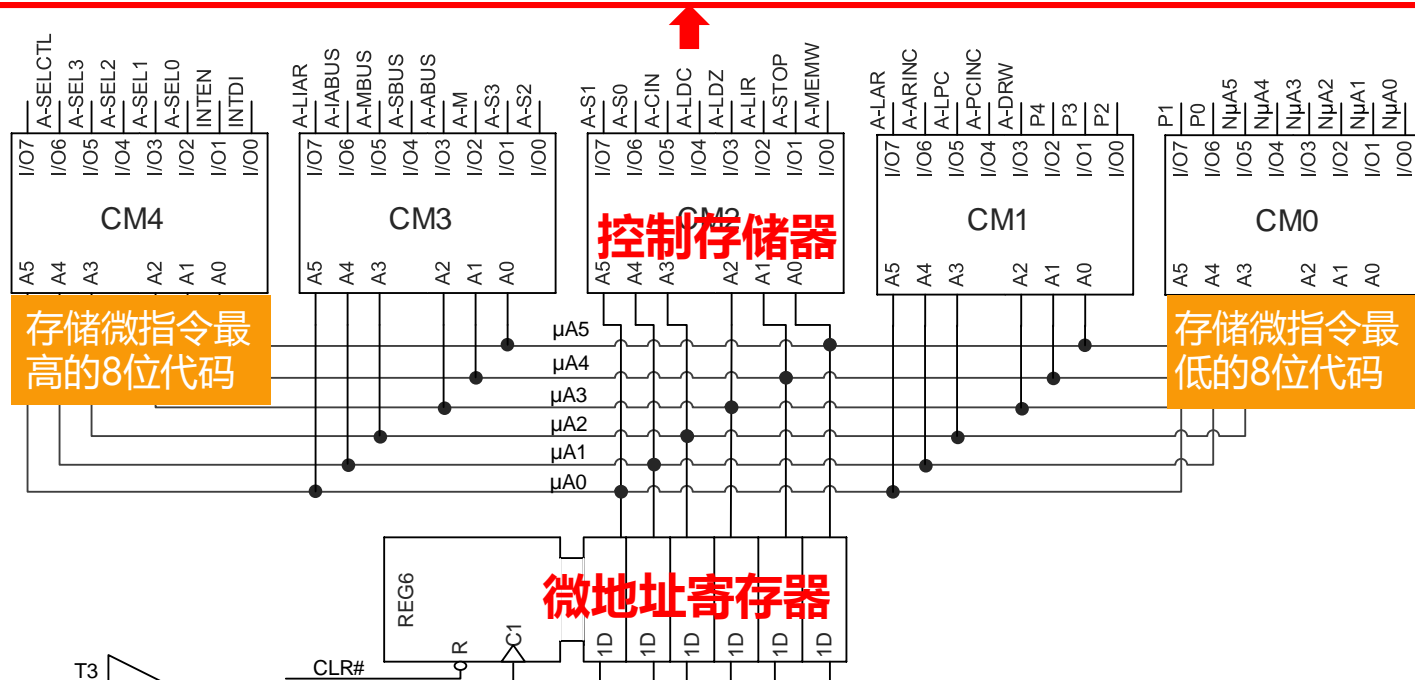 A-SELCTL
A-SEL3
A-SEL2
A-SEL1
A-SEL0
INTEN
INTDI
A-LIAR
A-IABUS
A-MBUS
A-SBUS
A-ABUS
A-M
A-S3
A-S2
A-S1
A-S0
A-CIN
A-LDC
A-LDZ
A-LIR
A-STOP
A-MEMW
A-LAR
A-ARINC
A-LPC
A-PCINC
A-DRW
P4
P3
P2
P1
P0
NμA5
NμA4
NμA3
NμA2
NμA1
NμA0
I/O7 I/O6 I/O5 I/O4 I/O3 I/O2 I/O1 I/O0
I/O7 I/O6 I/O5 I/O4 I/O3 I/O2 I/O1 I/O0
I/O7 I/O6 I/O5 I/O4 I/O3 I/O2 I/O1 I/O0
I/O7 I/O6 I/O5 I/O4 I/O3 I/O2 I/O1 I/O0
I/O7 I/O6 I/O5 I/O4 I/O3 I/O2 I/O1 I/O0
CM4
CM3
CM2
CM1
CM0
控制存储器
A5 A4 A3 A2 A1 A0
A5 A4 A3 A2 A1 A0
A5 A4 A3 A2 A1 A0
A5 A4 A3 A2 A1 A0
A5 A4 A3 A2 A1 A0
存储微指令最
高的8位代码
存储微指令最
低的8位代码
μA5
μA4
μA3
μA2
μA1
μA0
REG6
微地址寄存器
R
C1
1D 1D 1D 1D 1D 1D
T3
CLR#